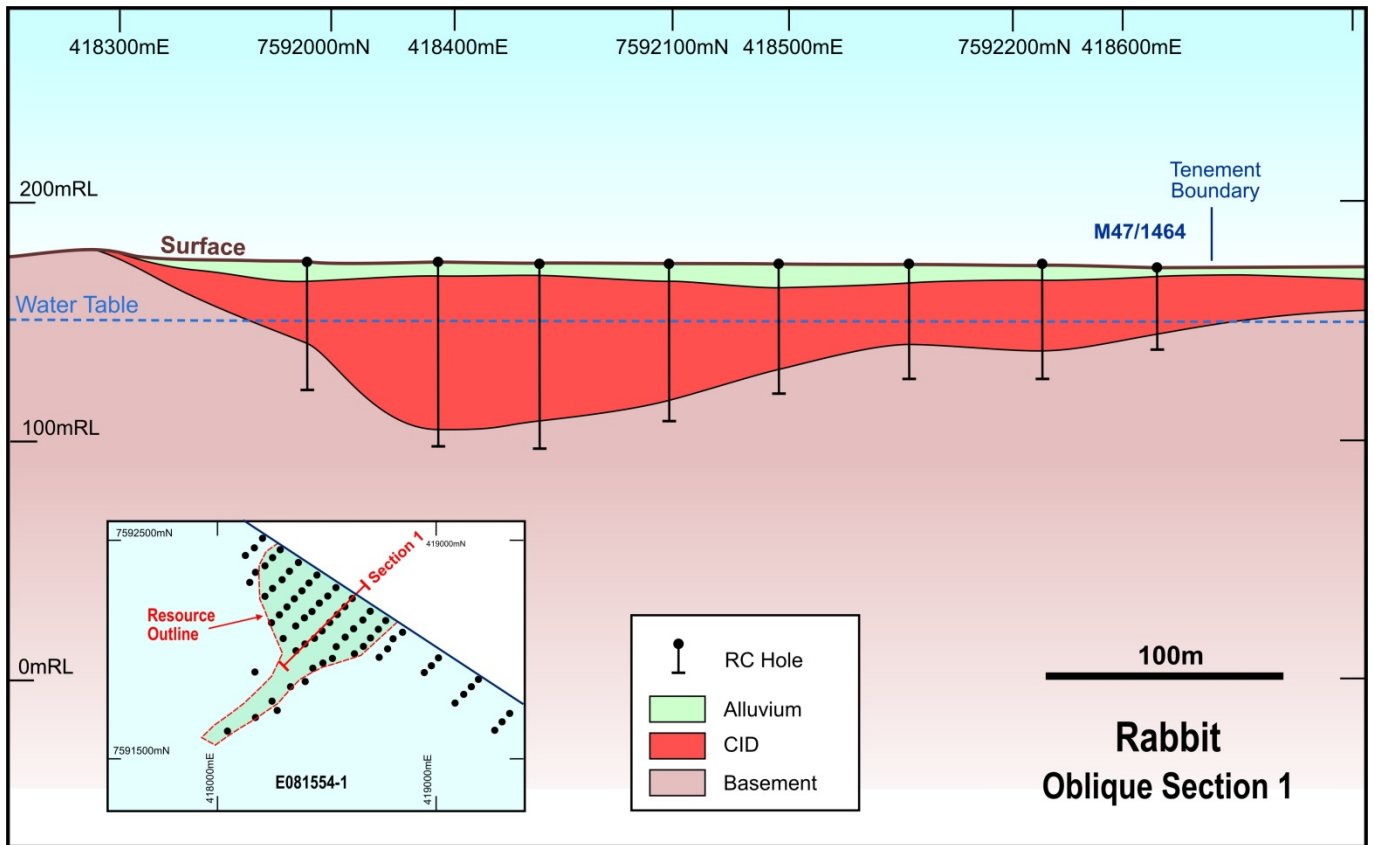 418300mE 7592000mN 418400mE 7592100mN 418500mE 7592200mN 418600mE
200mRL
Tenement
Boundary
M47/1464
Surface
Water Table
100mRL
7592500mN
419000mN
Section 1
Resource
Outline
7591500mN
418000mE
419000mE
E081554-1
0mRL
RC Hole
Alluvium
CID
Basement
100m
Rabbit
Oblique Section 1